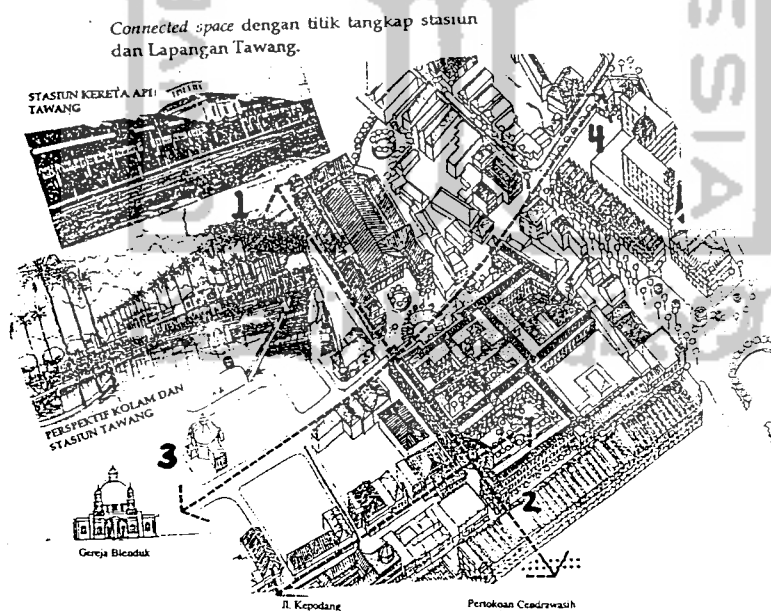 Connected space dengan titik tangkap stasiun
dan Lapangan Tawang.
STASIUN KERETA API
TAWANG
1
4
PERSPEKTIF KOLAM DAN
STASIUN TAWANG
3
2
Gereja Blenduk
Jl. Kepodang
Pertokoan Cendrawasih